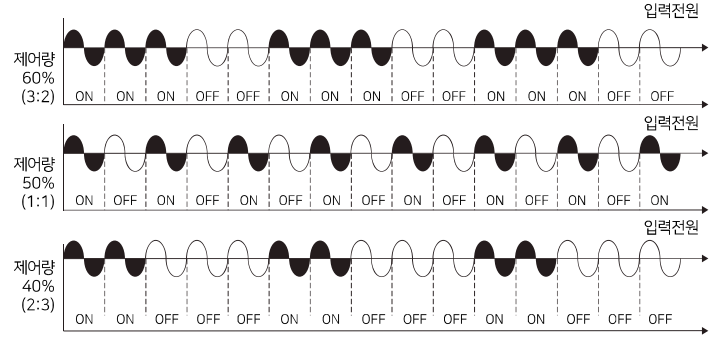 입력전원
제어량
60%
(3:2)
ON ON ON OFF OFF ON ON ON OFF OFF ON ON ON OFF OFF
입력전원
제어량
50%
(1:1)
ON OFF ON OFF ON OFF ON OFF ON OFF ON OFF ON OFF ON
입력전원
제어량
40%
(2:3)
ON ON OFF OFF OFF ON ON OFF OFF OFF ON ON OFF OFF OFF